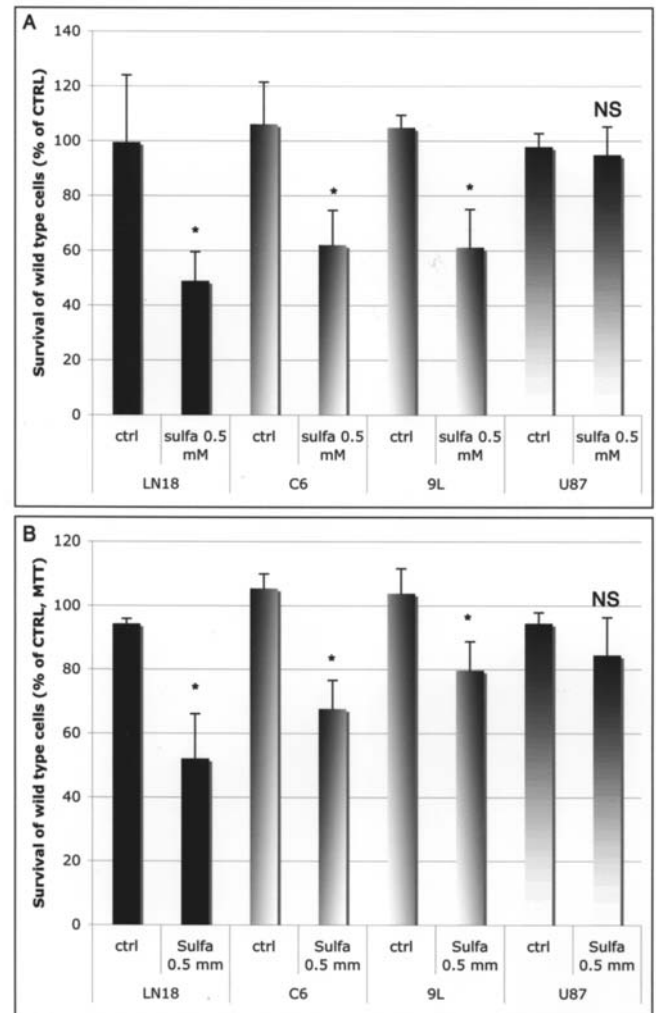 A
Survival of wild type cells (% of CTRL)
140
120
100
80
60
40
20
0
*
*
*
NS
ctrl
sulfa 0.5 mM
ctrl
sulfa 0.5 mM
ctrl
sulfa 0.5 mM
ctrl
sulfa 0.5 mM
LN18
C6
9L
U87
B
Survival of wild type cells (% of CTRL, MTT)
120
100
80
60
40
20
0
*
*
*
NS
ctrl
Sulfa 0.5 mm
ctrl
Sulfa 0.5 mm
ctrl
Sulfa 0.5 mm
ctrl
Sulfa 0.5 mm
LN18
C6
9L
U87